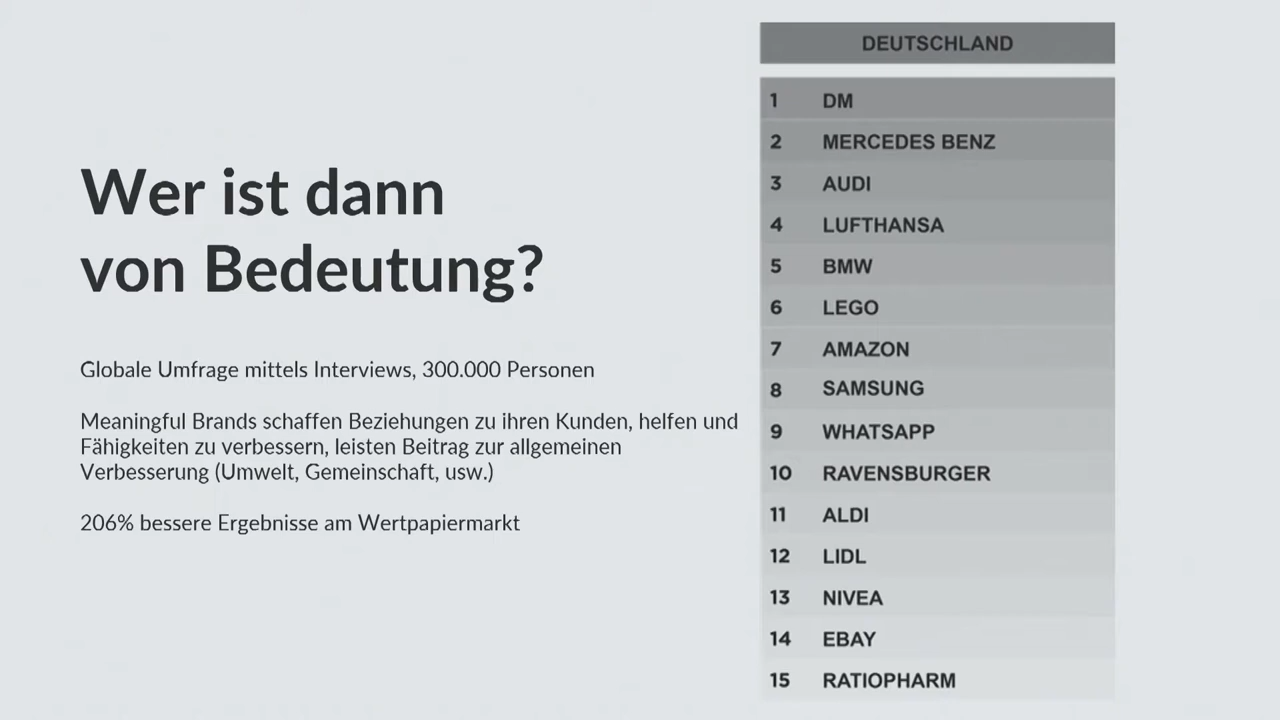 Wer ist dann
von Bedeutung?
Globale Umfrage mittels Interviews, 300.000 Personen
Meaningful Brands schaffen Beziehungen zu ihren Kunden, helfen und
Fähigkeiten zu verbessern, leisten Beitrag zur allgemeinen
Verbesserung (Umwelt, Gemeinschaft, usw.)
206% bessere Ergebnisse am Wertpapiermarkt
DEUTSCHLAND
1 DM
2 MERCEDES BENZ
3 AUDI
4 LUFTHANSA
5 BMW
6 LEGO
7 AMAZON
8 SAMSUNG
9 WHATSAPP
10 RAVENSBURGER
11 ALDI
12 LIDL
13 NIVEA
14 EBAY
15 RATIOPHARM